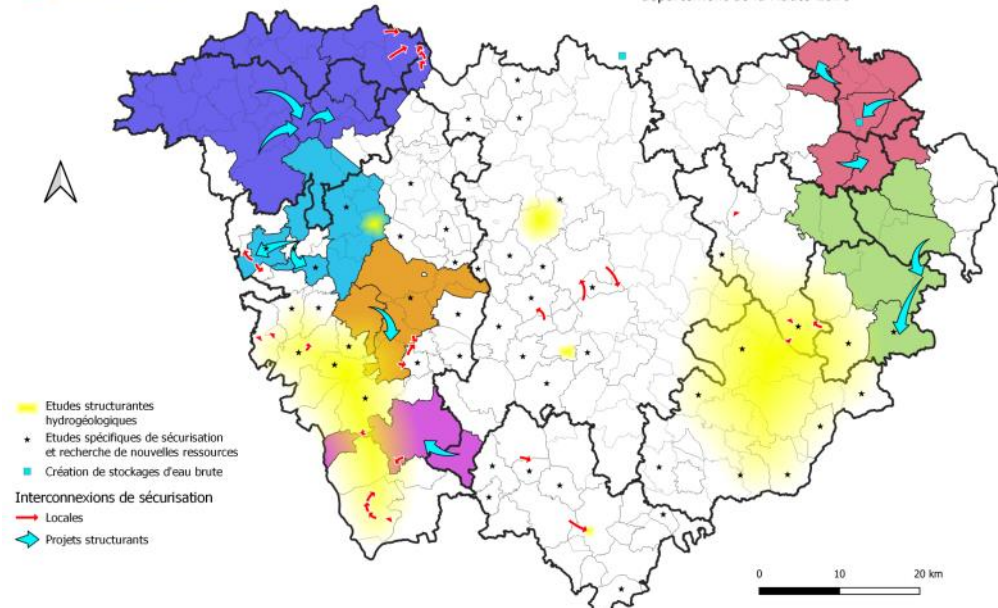 Etudes structurantes
hydrogéologiques
Etudes spécifiques de sécurisation
et recherche de nouvelles ressources
Création de stockages d'eau brute
Interconnexions de sécurisation
Locales
Projets structurants
0 10 20 km